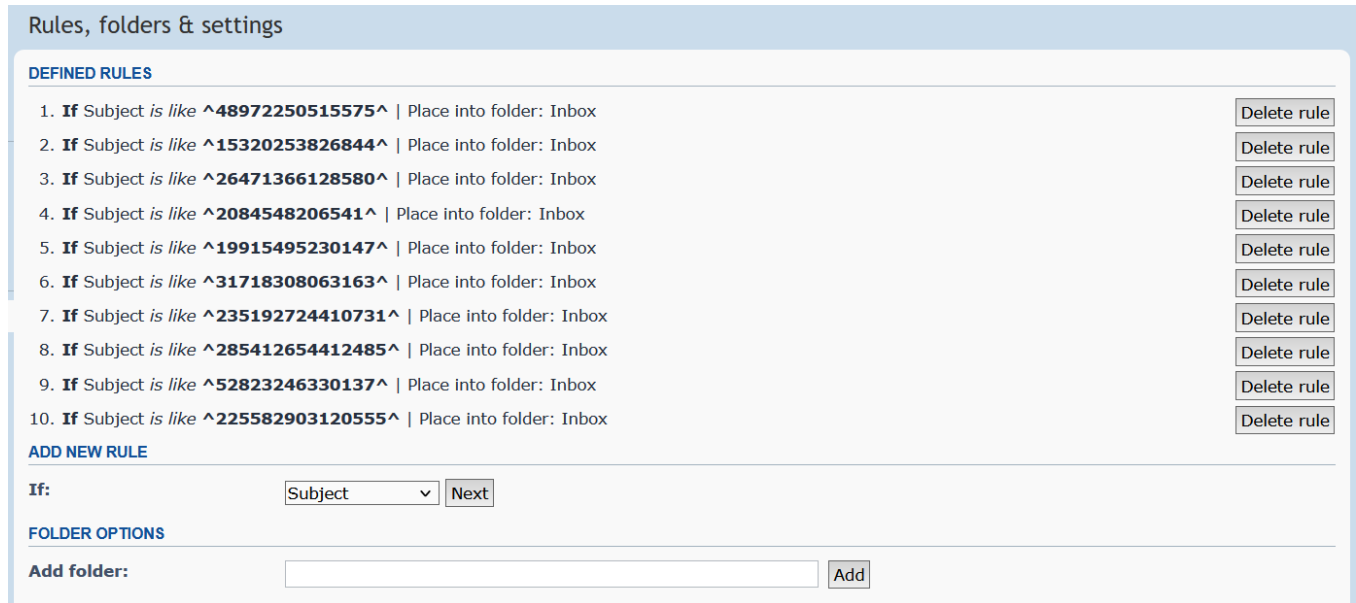 Rules, folders & settings
DEFINED RULES
1. If Subject is like ^48972250515575^ | Place into folder: Inbox Delete rule
2. If Subject is like ^15320253826844^ | Place into folder: Inbox Delete rule
3. If Subject is like ^26471366128580^ | Place into folder: Inbox Delete rule
4. If Subject is like ^2084548206541^ | Place into folder: Inbox Delete rule
5. If Subject is like ^19915495230147^ | Place into folder: Inbox Delete rule
6. If Subject is like ^31718308063163^ | Place into folder: Inbox Delete rule
7. If Subject is like ^235192724410731^ | Place into folder: Inbox Delete rule
8. If Subject is like ^285412654412485^ | Place into folder: Inbox Delete rule
9. If Subject is like ^52823246330137^ | Place into folder: Inbox Delete rule
10. If Subject is like ^225582903120555^ | Place into folder: Inbox Delete rule
ADD NEW RULE
If: Subject Next
FOLDER OPTIONS
Add folder: Add